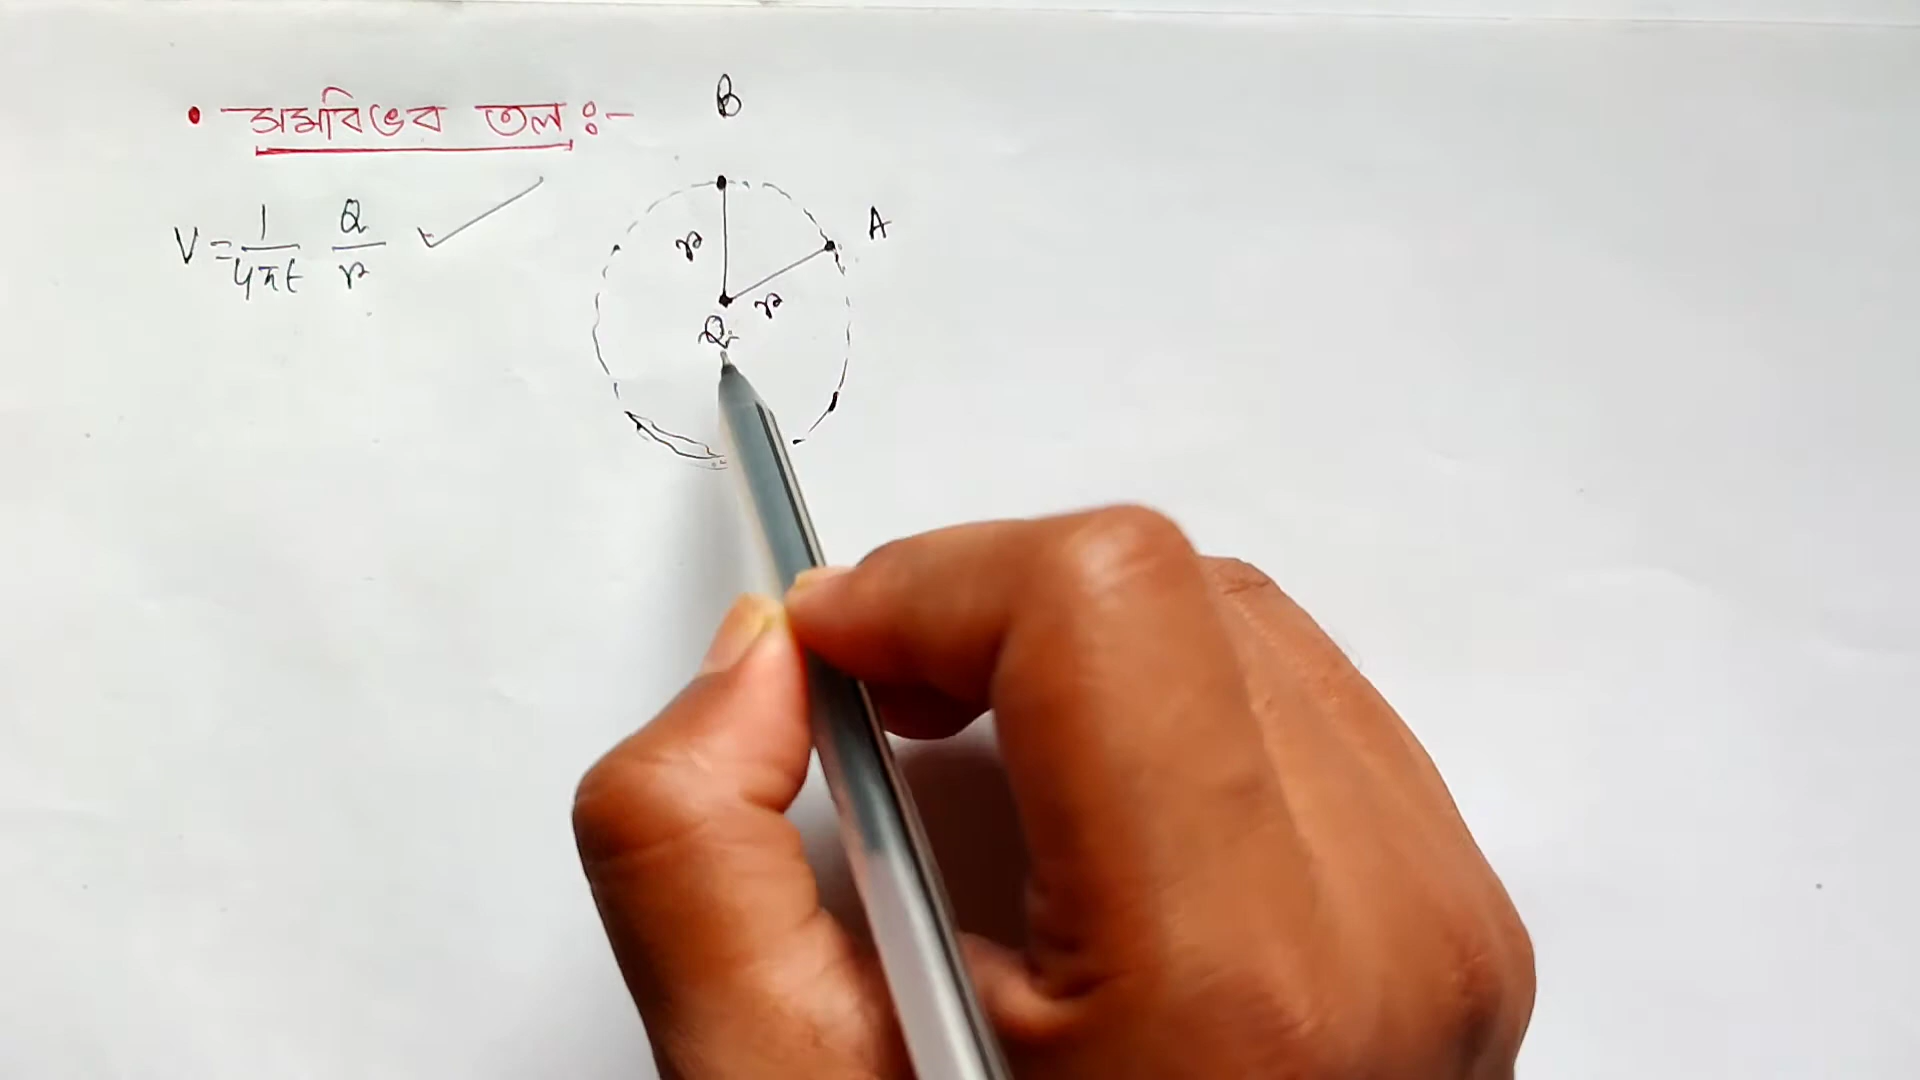 • সমবিভব তল :-
V = 1/4πϵ Q/r
B
A
r
r
Q